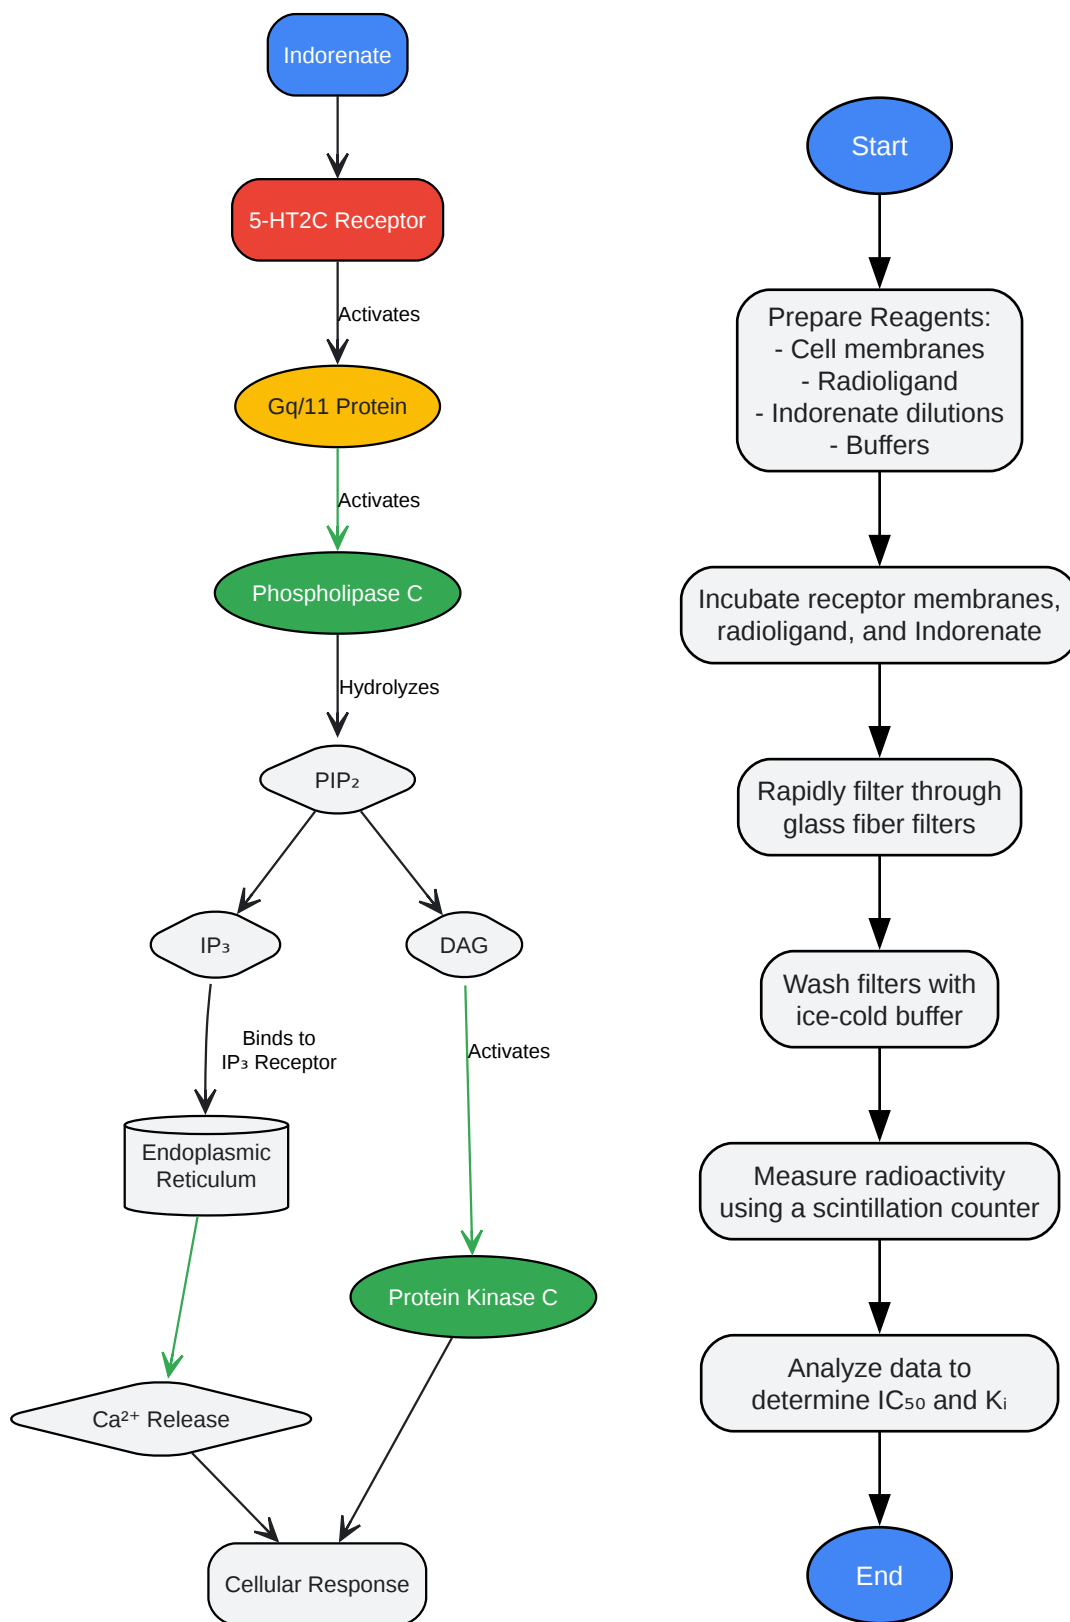 Indorenate
5-HT2C Receptor
Activates
Gq/11 Protein
Activates
Phospholipase C
Hydrolyzes
PIP₂
IP₃
DAG
Binds to
IP₃ Receptor
Activates
Endoplasmic
Reticulum
Protein Kinase C
Ca²⁺ Release
Cellular Response
Start
Prepare Reagents:
- Cell membranes
- Radioligand
- Indorenate dilutions
- Buffers
Incubate receptor membranes,
radioligand, and Indorenate
Rapidly filter through
glass fiber filters
Wash filters with
ice-cold buffer
Measure radioactivity
using a scintillation counter
Analyze data to
determine IC₅₀ and Kᵢ
End